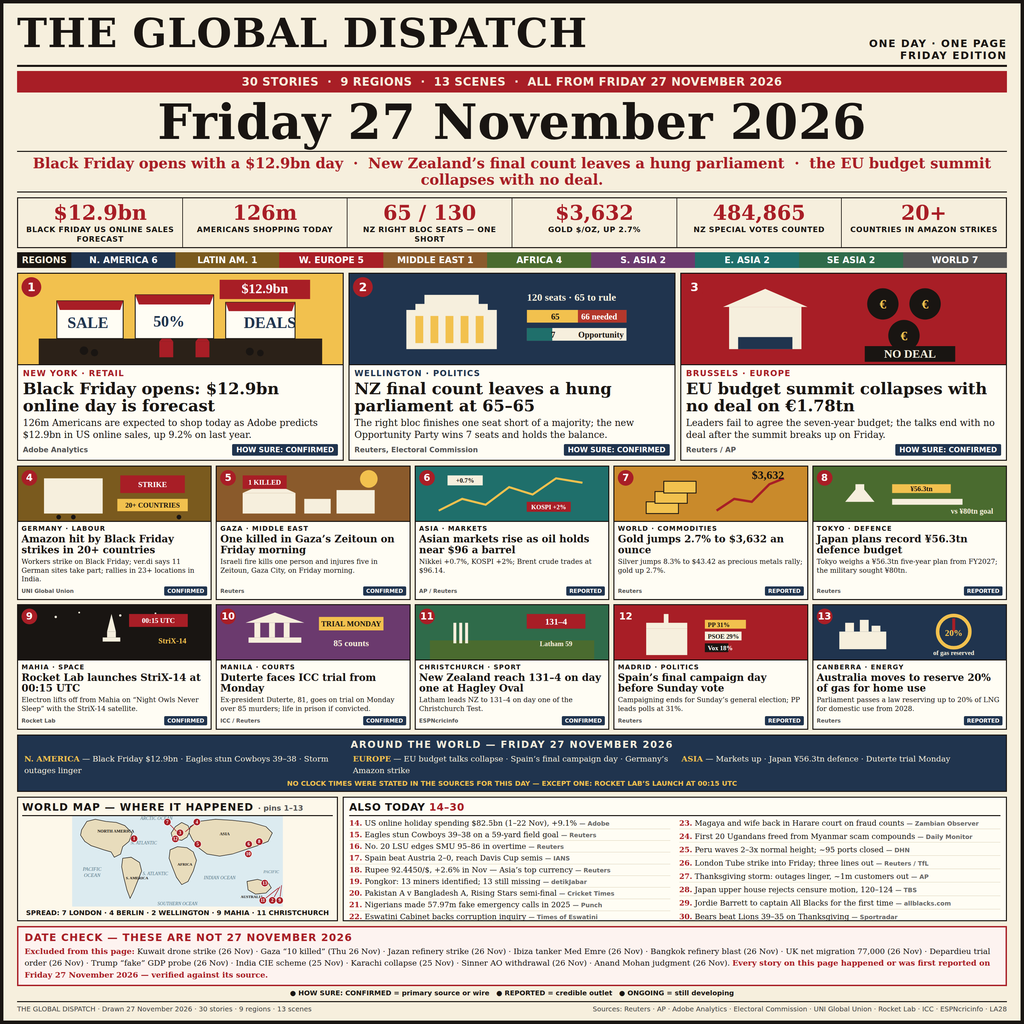 THE GLOBAL DISPATCH
ONE DAY · ONE PAGE
FRIDAY EDITION
30 STORIES · 9 REGIONS · 13 SCENES · ALL FROM FRIDAY 27 NOVEMBER 2026
Friday 27 November 2026
Black Friday opens with a $12.9bn day · New Zealand's final count leaves a hung parliament · the EU budget summit
collapses with no deal.
$12.9bn
BLACK FRIDAY US ONLINE SALES
FORECAST
126m
AMERICANS SHOPPING TODAY
65 / 130
NZ RIGHT BLOC SEATS — ONE
SHORT
$3,632
GOLD $/OZ, UP 2.7%
484,865
NZ SPECIAL VOTES COUNTED
20+
COUNTRIES IN AMAZON STRIKES
REGIONS N. AMERICA 6 LATIN AM. 1 W. EUROPE 5 MIDDLE EAST 1 AFRICA 4 S. ASIA 2 E. ASIA 2 SE ASIA 2 WORLD 7
1
$12.9bn
SALE
50%
DEALS
NEW YORK · RETAIL
Black Friday opens: $12.9bn
online day is forecast
126m Americans are expected to shop today as Adobe predicts
$12.9bn in US online sales, up 9.2% on last year.
Adobe Analytics
HOW SURE: CONFIRMED
2
120 seats · 65 to rule
65 66 needed
7 Opportunity
WELLINGTON · POLITICS
NZ final count leaves a hung
parliament at 65–65
The right bloc finishes one seat short of a majority; the new
Opportunity Party wins 7 seats and holds the balance.
Reuters, Electoral Commission
HOW SURE: CONFIRMED
3
€
€
€
NO DEAL
BRUSSELS · EUROPE
EU budget summit collapses with
no deal on €1.78tn
Leaders fail to agree the seven-year budget; the talks end with no
deal after the summit breaks up on Friday.
Reuters / AP
HOW SURE: CONFIRMED
4
STRIKE
20+ COUNTRIES
GERMANY · LABOUR
Amazon hit by Black Friday
strikes in 20+ countries
Workers strike on Black Friday; ver.di says 11
German sites take part; rallies in 23+ locations in
India.
UNI Global Union
CONFIRMED
5
1 KILLED
GAZA · MIDDLE EAST
One killed in Gaza's Zeitoun on
Friday morning
Israeli fire kills one person and injures five in
Zeitoun, Gaza City, on Friday morning.
Reuters
CONFIRMED
6
+0.7%
KOSPI +2%
ASIA · MARKETS
Asian markets rise as oil holds
near $96 a barrel
Nikkei +0.7%, KOSPI +2%; Brent crude trades at
$96.14.
AP / Reuters
REPORTED
7
$3,632
WORLD · COMMODITIES
Gold jumps 2.7% to $3,632 an
ounce
Silver jumps 8.3% to $43.42 as precious metals rally;
gold up 2.7%.
Reuters
REPORTED
8
¥56.3tn
vs ¥80tn goal
TOKYO · DEFENCE
Japan plans record ¥56.3tn
defence budget
Tokyo weighs a ¥56.3tn five-year plan from FY2027;
the military sought ¥80tn.
Reuters
REPORTED
9
00:15 UTC
StriX-14
MAHIA · SPACE
Rocket Lab launches StriX-14 at
00:15 UTC
Electron lifts off from Mahia on "Night Owls Never
Sleep" with the StriX-14 satellite.
Rocket Lab
CONFIRMED
10
TRIAL MONDAY
85 counts
MANILA · COURTS
Duterte faces ICC trial from
Monday
Ex-president Duterte, 81, goes on trial on Monday
over 85 murders; life in prison if convicted.
ICC / Reuters
CONFIRMED
11
131–4
Latham 59
CHRISTCHURCH · SPORT
New Zealand reach 131–4 on day
one at Hagley Oval
Latham leads NZ to 131–4 on day one of the
Christchurch Test.
ESPNcricinfo
CONFIRMED
12
PP 31%
PSOE 29%
Vox 18%
MADRID · POLITICS
Spain's final campaign day
before Sunday vote
Campaigning ends for Sunday's general election; PP
leads polls at 31%.
Reuters
REPORTED
13
20%
of gas reserved
CANBERRA · ENERGY
Australia moves to reserve 20%
of gas for home use
Parliament passes a law reserving up to 20% of LNG
for domestic use from 2028.
Reuters
REPORTED
AROUND THE WORLD — FRIDAY 27 NOVEMBER 2026
N. AMERICA — Black Friday $12.9bn · Eagles stun Cowboys 39–38 · Storm
outages linger
EUROPE — EU budget talks collapse · Spain's final campaign day · Germany's
Amazon strike
ASIA — Markets up · Japan ¥56.3tn defence · Duterte trial Monday
NO CLOCK TIMES WERE STATED IN THE SOURCES FOR THIS DAY — EXCEPT ONE: ROCKET LAB'S LAUNCH AT 00:15 UTC
WORLD MAP — WHERE IT HAPPENED · pins 1–13
ARCTIC OCEAN
NORTH AMERICA
ASIA
N. ATLANTIC
AFRICA
PACIFIC
OCEAN
S. ATLANTIC
S. AMERICA
INDIAN OCEAN
PACIFIC
AUSTRALIA
SOUTHERN OCEAN
SPREAD: 7 LONDON · 4 BERLIN · 2 WELLINGTON · 9 MAHIA · 11 CHRISTCHURCH
ALSO TODAY 14–30
14. US online holiday spending $82.5bn (1–22 Nov), +9.1% — Adobe
15. Eagles stun Cowboys 39–38 on a 59-yard field goal — Reuters
16. No. 20 LSU edges SMU 95–86 in overtime — Reuters
17. Spain beat Austria 2–0, reach Davis Cup semis — IANS
18. Rupee 92.4450/$, +2.6% in Nov — Asia's top currency — Reuters
19. Pongkor: 13 miners identified; 13 still missing — detikJabar
20. Pakistan A v Bangladesh A, Rising Stars semi-final — Cricket Times
21. Nigerians made 57.97m fake emergency calls in 2025 — Punch
22. Eswatini Cabinet backs corruption inquiry — Times of Eswatini
23. Magaya and wife back in Harare court on fraud counts — Zambian Observer
24. First 20 Ugandans freed from Myanmar scam compounds — Daily Monitor
25. Peru waves 2–3x normal height; ~95 ports closed — DHN
26. London Tube strike into Friday; three lines out — Reuters / TfL
27. Thanksgiving storm: outages linger, ~1m customers out — AP
28. Japan upper house rejects censure motion, 120–124 — TBS
29. Jordie Barrett to captain All Blacks for the first time — allblacks.com
30. Bears beat Lions 39–35 on Thanksgiving — Sportradar
DATE CHECK — THESE ARE NOT 27 NOVEMBER 2026
Excluded from this page: Kuwait drone strike (26 Nov) · Gaza "10 killed" (Thu 26 Nov) · Jazan refinery strike (26 Nov) · Ibiza tanker Med Emre (26 Nov) · Bangkok refinery blast (26 Nov) · UK net migration 77,000 (26 Nov) · Depardieu trial
order (26 Nov) · Trump "fake" GDP probe (26 Nov) · India CIE scheme (25 Nov) · Karachi collapse (25 Nov) · Sinner AO withdrawal (26 Nov) · Anand Mohan judgment (26 Nov). Every story on this page happened or was first reported on
Friday 27 November 2026 — verified against its source.
● HOW SURE: CONFIRMED = primary source or wire ● REPORTED = credible outlet ● ONGOING = still developing
THE GLOBAL DISPATCH · Drawn 27 November 2026 · 30 stories · 9 regions · 13 scenes
Sources: Reuters · AP · Adobe · Electoral Commission · UNI Global Union · Rocket Lab · ICC · ESPNcricinfo · LA28